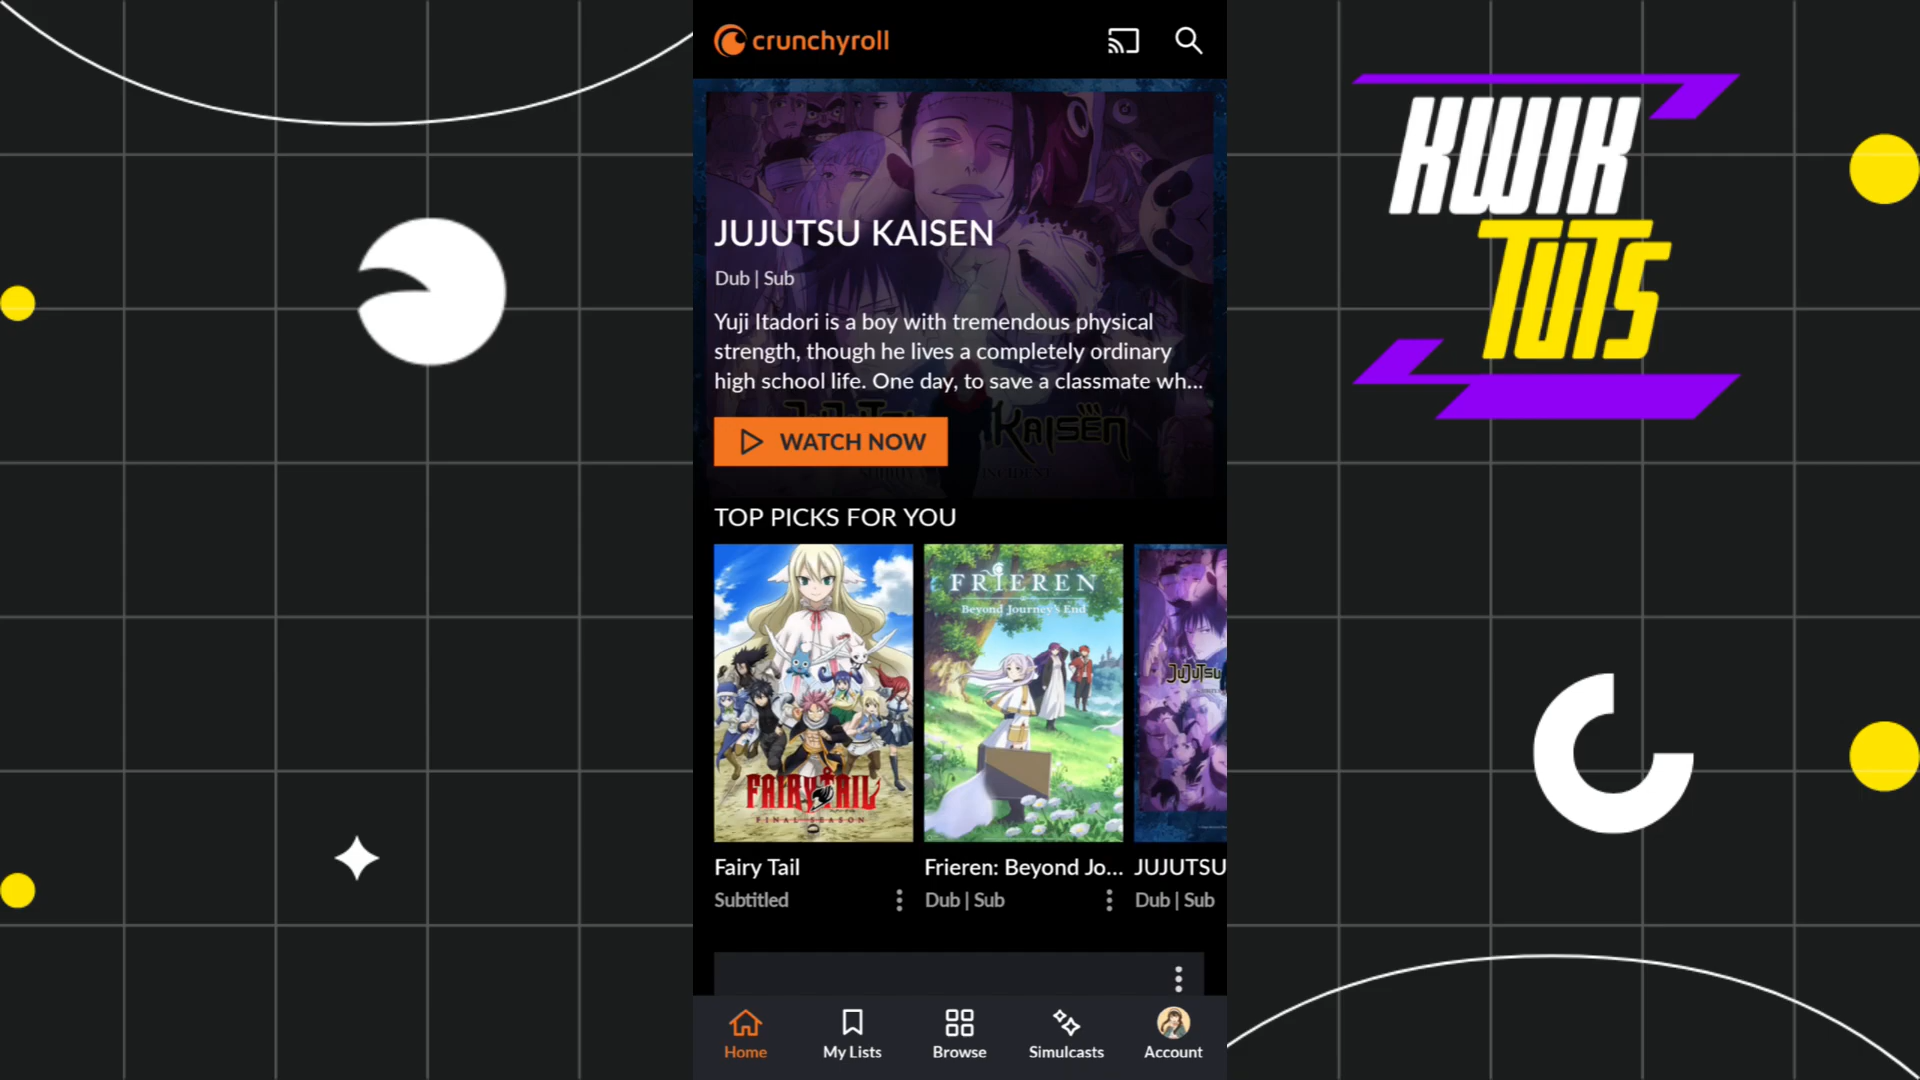 crunchyroll
KWIK
TUTS
JUJUTSU KAISEN
Dub | Sub
Yuji Itadori is a boy with tremendous physical
strength, though he lives a completely ordinary
high school life. One day, to save a classmate wh...
WATCH NOW
KAISEN
INCIDENT
TOP PICKS FOR YOU
FRIEREN
Beyond Journey's End
JUJUTSU
FAIRY TAIL
FINAL SEASON
Fairy Tail
Frieren: Beyond Jo...
JUJUTSU
Subtitled
Dub | Sub
Dub | Sub
Home
My Lists
Browse
Simulcasts
Account